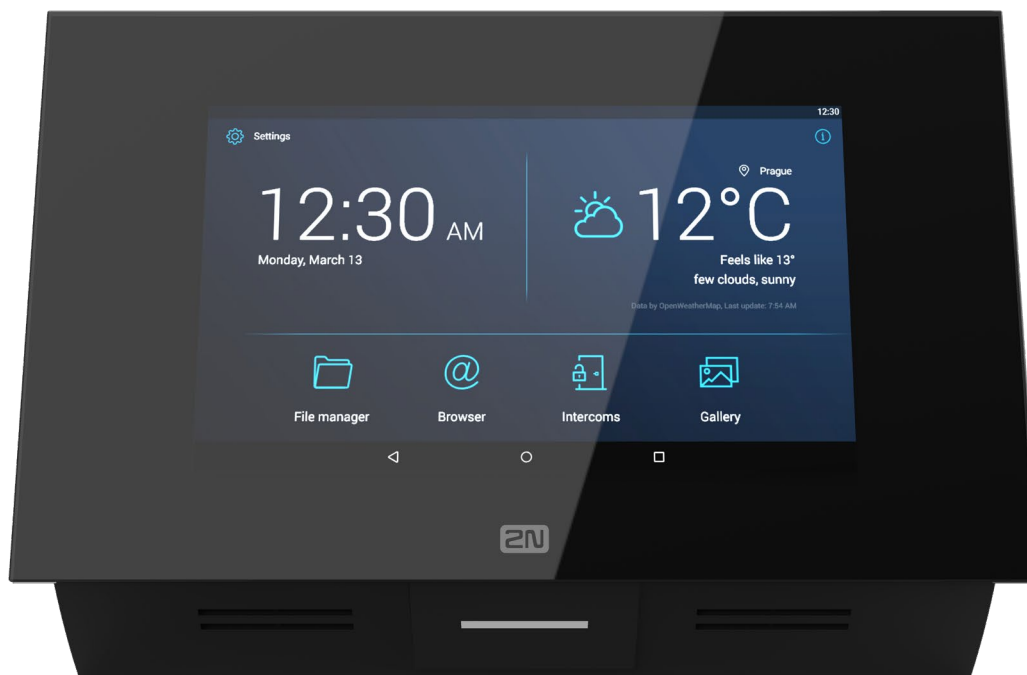 12:30
Settings
Prague
12:30 AM
12°C
Monday, March 13
Feels like 13°
few clouds, sunny
Data by OpenWeatherMap, Last update: 7:54 AM
File manager
Browser
Intercoms
Gallery
2N